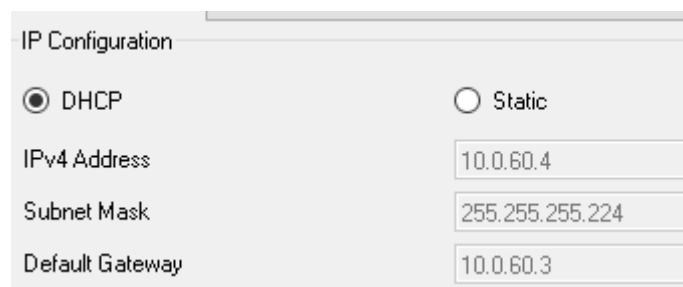 IP Configuration
DHCP Static
IPv4 Address 10.0.60.4
Subnet Mask 255.255.255.224
Default Gateway 10.0.60.3